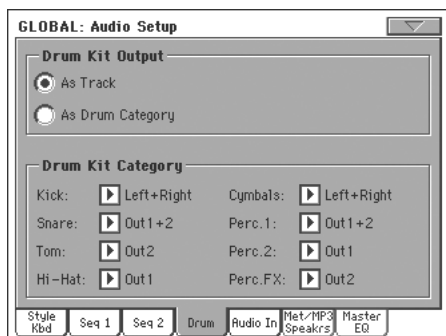 GLOBAL: Audio Setup
Drum Kit Output
As Track
As Drum Category
Drum Kit Category
Kick: Left+Right Cymbals: Left+Right
Snare: Out1+2 Perc.1: Out1+2
Tom: Out2 Perc.2: Out1
Hi-Hat: Out1 Perc.FX: Out2
Style Kbd Seq 1 Seq 2 Drum Audio In Met/MP3 Speakrs Master EQ